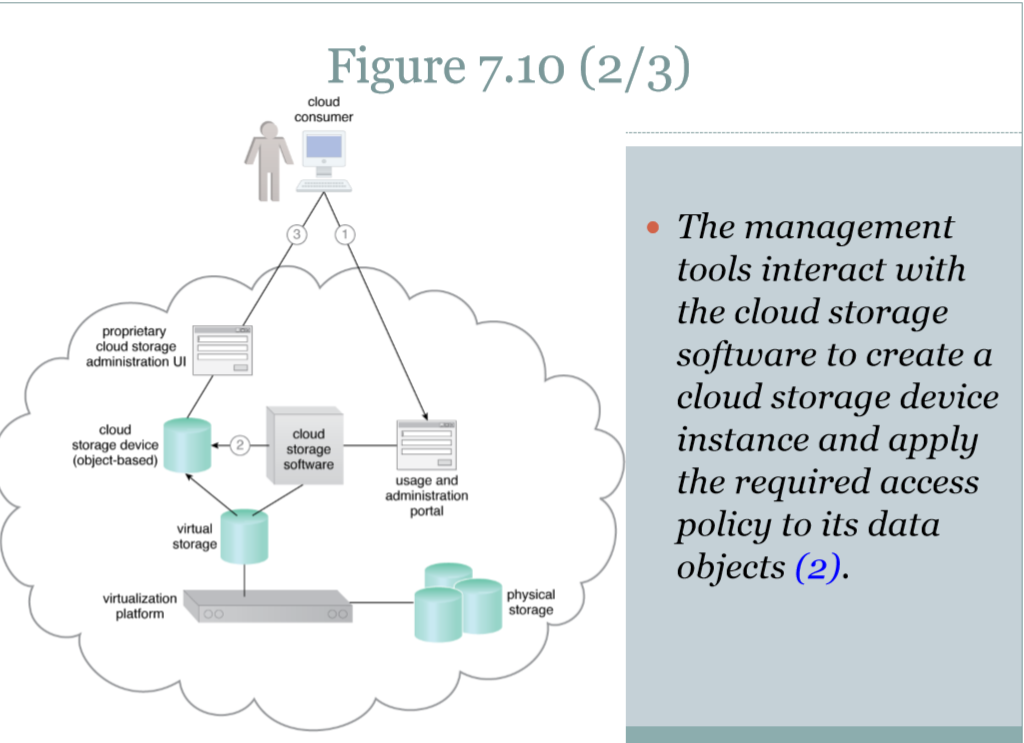 Figure 7.10 (2/3)
cloud
consumer
3
1
proprietary
cloud storage
administration UI
cloud
storage device
(object-based)
2
cloud
storage
software
usage and
administration
portal
virtual
storage
virtualization
platform
physical
storage
• The management
tools interact with
the cloud storage
software to create a
cloud storage device
instance and apply
the required access
policy to its data
objects (2).